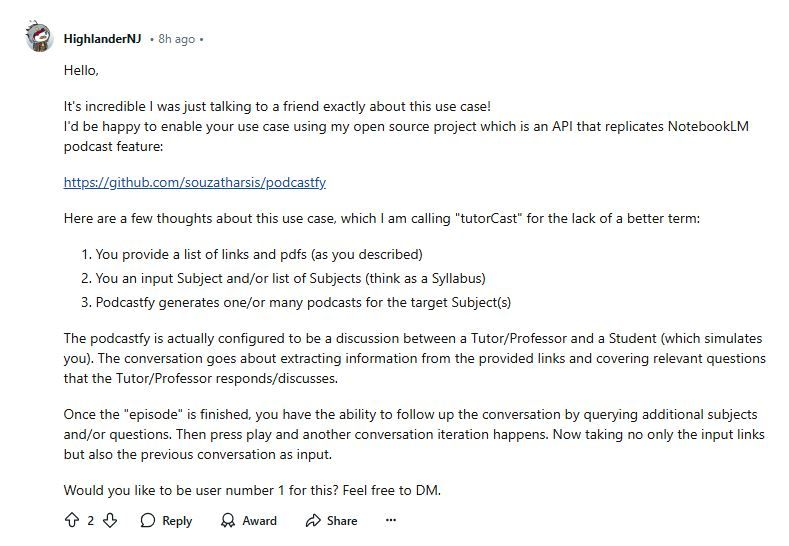 HighlanderNJ • 8h ago •
Hello,
It's incredible I was just talking to a friend exactly about this use case!
I'd be happy to enable your use case using my open source project which is an API that replicates NotebookLM
podcast feature:
https://github.com/souzatharsis/podcastfy
Here are a few thoughts about this use case, which I am calling "tutorCast" for the lack of a better term:
1. You provide a list of links and pdfs (as you described)
2. You an input Subject and/or list of Subjects (think as a Syllabus)
3. Podcastfy generates one/or many podcasts for the target Subject(s)
The podcastfy is actually configured to be a discussion between a Tutor/Professor and a Student (which simulates
you). The conversation goes about extracting information from the provided links and covering relevant questions
that the Tutor/Professor responds/discusses.
Once the "episode" is finished, you have the ability to follow up the conversation by querying additional subjects
and/or questions. Then press play and another conversation iteration happens. Now taking no only the input links
but also the previous conversation as input.
Would you like to be user number 1 for this? Feel free to DM.
2 Reply Award Share ...